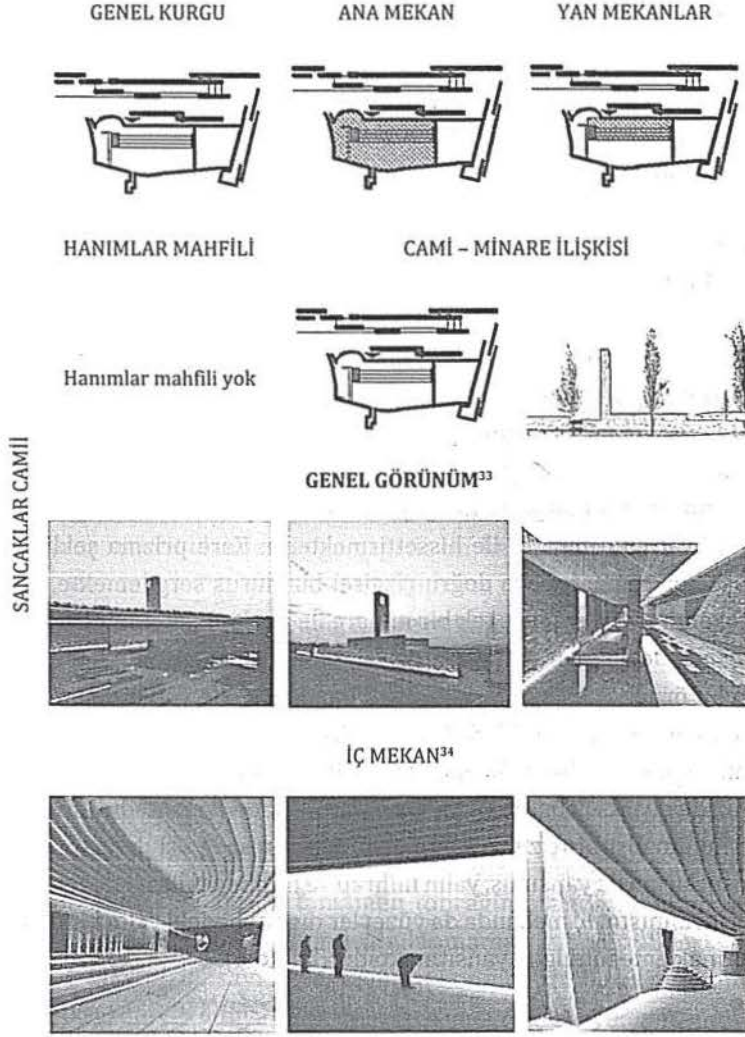 GENEL KURGU ANA MEKAN YAN MEKANLAR
HANIMLAR MAHFİLİ CAMİ – MİNARE İLİŞKİSİ
Hanımlar mahfili yok
SANCAKLAR CAMİİ
GENEL GÖRÜNÜM³³
İÇ MEKAN³⁴